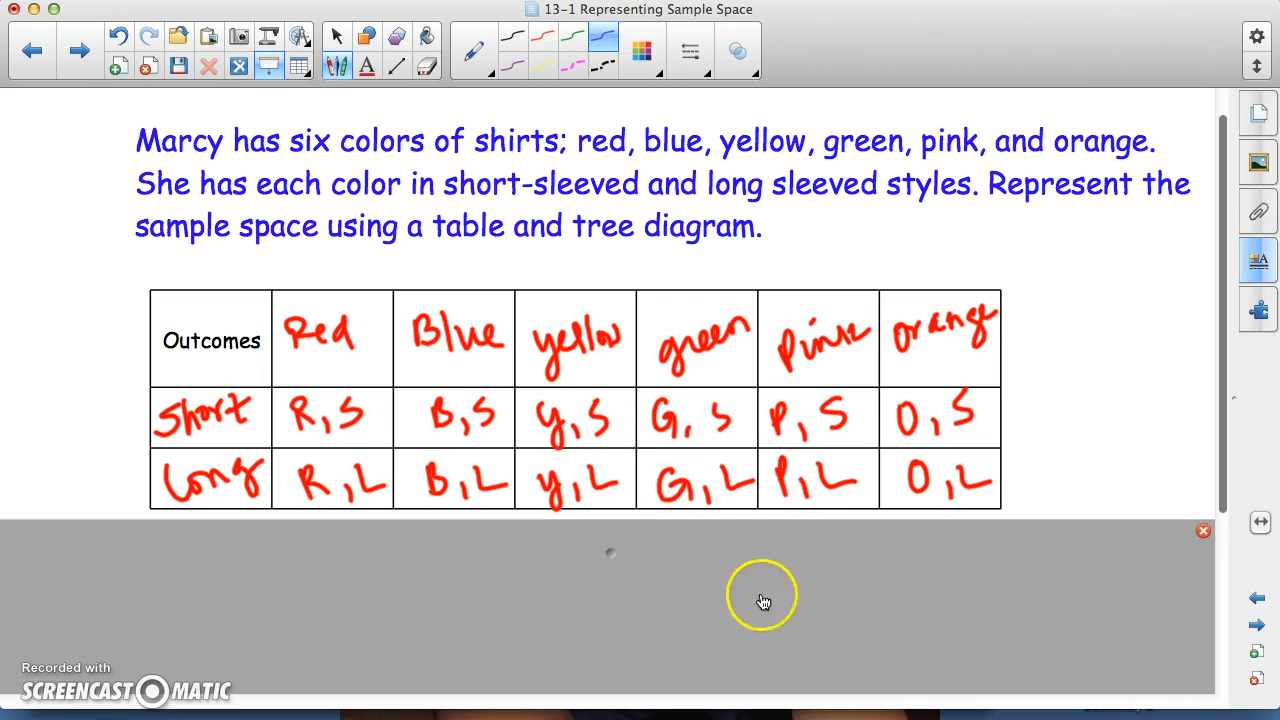 13-1 Representing Sample Space
Marcy has six colors of shirts; red, blue, yellow, green, pink, and orange.
She has each color in short-sleeved and long sleeved styles. Represent the
sample space using a table and tree diagram.
Outcomes Red Blue yellow green pink orange
Short R,S B,S Y,S G,S P,S O,S
Long R,L B,L Y,L G,L P,L O,L
Recorded with
SCREENCAST MATIC